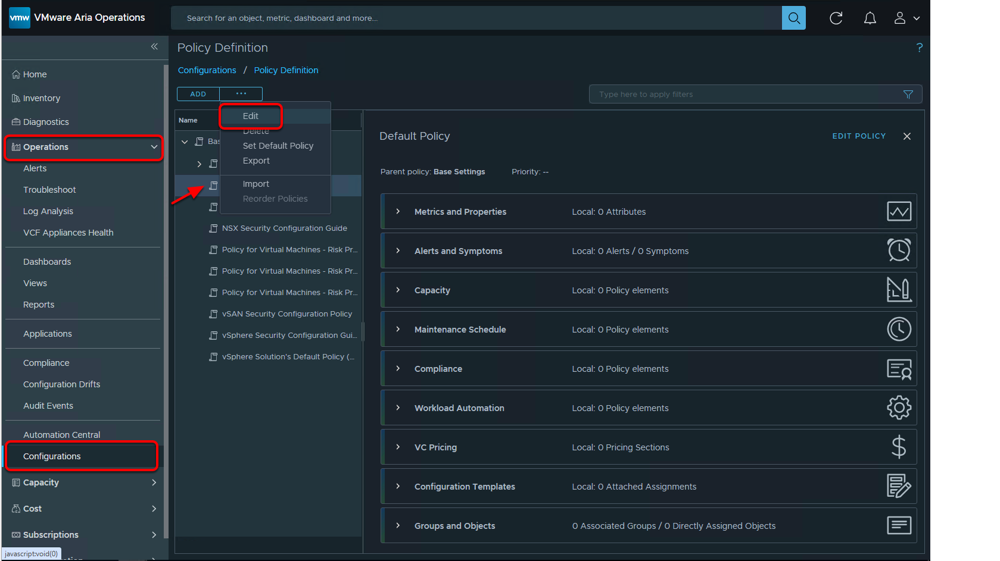 vmw VMware Aria Operations
Search for an object, metric, dashboard and more...
Policy Definition
?
Configurations / Policy Definition
ADD
...
Type here to apply filters
Home
Inventory
Diagnostics
Operations
Alerts
Troubleshoot
Log Analysis
VCF Appliances Health
Dashboards
Views
Reports
Applications
Compliance
Configuration Drifts
Audit Events
Automation Central
Configurations
Capacity
Cost
Subscriptions
javascript:void(0)
Name
Bas
Edit
Delete
Set Default Policy
Export
Import
Reorder Policies
NSX Security Configuration Guide
Policy for Virtual Machines - Risk Pr...
Policy for Virtual Machines - Risk Pr...
Policy for Virtual Machines - Risk Pr...
vSAN Security Configuration Policy
vSphere Security Configuration Gui...
vSphere Solution's Default Policy (...
Default Policy
EDIT POLICY
Parent policy: Base Settings Priority: --
Metrics and Properties Local: 0 Attributes
Alerts and Symptoms Local: 0 Alerts / 0 Symptoms
Capacity Local: 0 Policy elements
Maintenance Schedule Local: 0 Policy elements
Compliance Local: 0 Policy elements
Workload Automation Local: 0 Policy elements
VC Pricing Local: 0 Pricing Sections
Configuration Templates Local: 0 Attached Assignments
Groups and Objects 0 Associated Groups / 0 Directly Assigned Objects